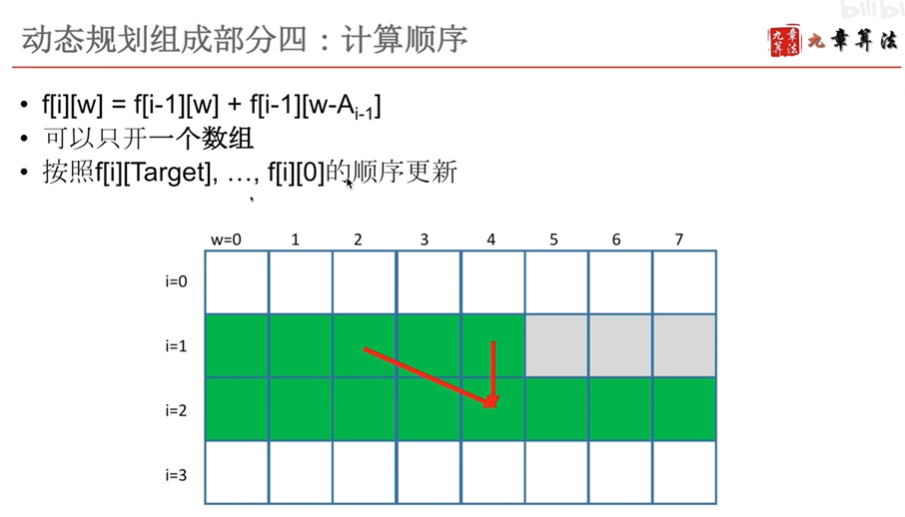 bilibili
动态规划组成部分四：计算顺序
九章算法
九章算法
• f[i][w] = f[i-1][w] + f[i-1][w-Aᵢ₋₁]
• 可以只开一个数组
• 按照f[i][Target], …, f[i][0]的顺序更新
w=0 1 2 3 4 5 6 7
i=0
i=1
i=2
i=3